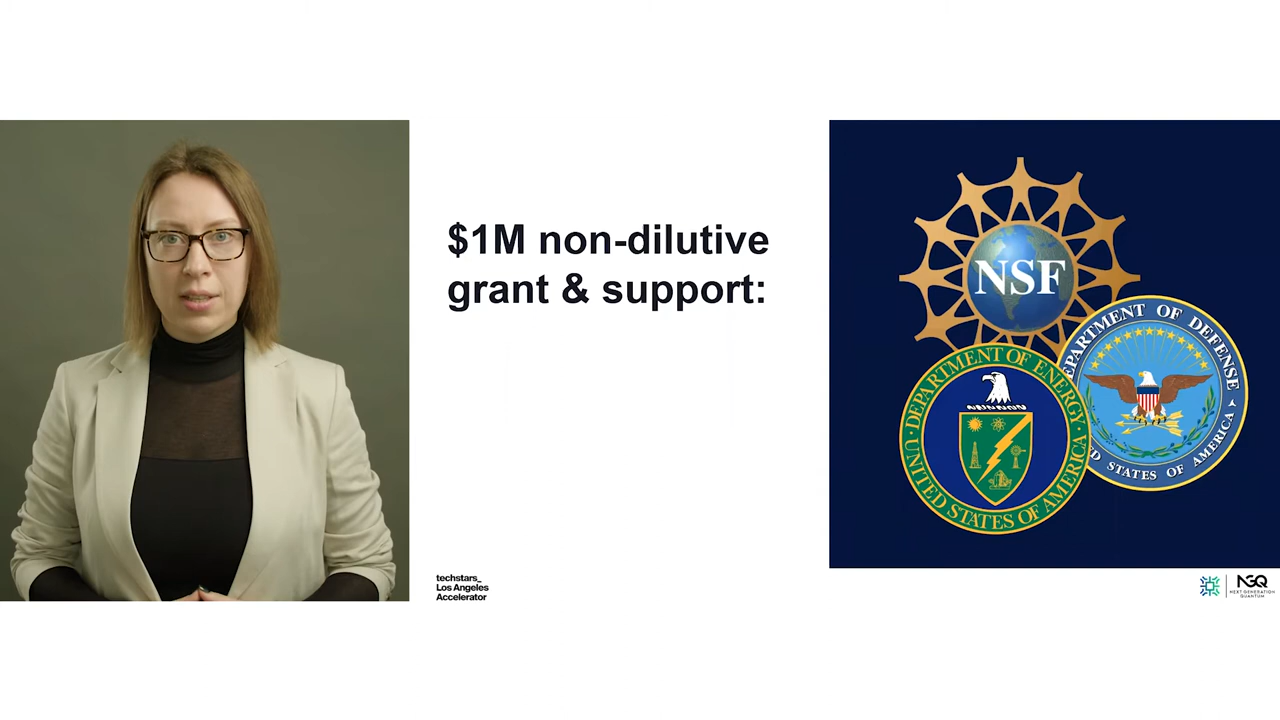 $1M non-dilutive
grant & support:
NSF
DEPARTMENT OF DEFENSE
D STATES OF AMERICA
DEPARTMENT OF ENERGY
UNITED STATES OF AMERICA
techstars_
Los Angeles
Accelerator
NGQ
NEXT GENERATION
QUANTUM